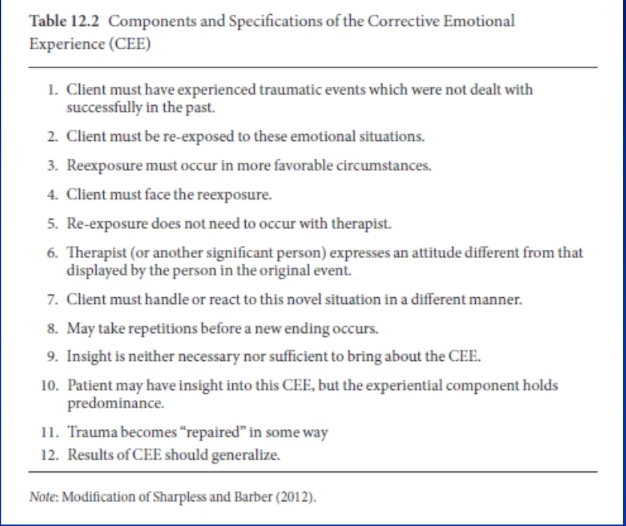 Table 12.2 Components and Specifications of the Corrective Emotional
Experience (CEE)
1. Client must have experienced traumatic events which were not dealt with
successfully in the past.
2. Client must be re-exposed to these emotional situations.
3. Reexposure must occur in more favorable circumstances.
4. Client must face the reexposure.
5. Re-exposure does not need to occur with therapist.
6. Therapist (or another significant person) expresses an attitude different from that
displayed by the person in the original event.
7. Client must handle or react to this novel situation in a different manner.
8. May take repetitions before a new ending occurs.
9. Insight is neither necessary nor sufficient to bring about the CEE.
10. Patient may have insight into this CEE, but the experiential component holds
predominance.
11. Trauma becomes “repaired” in some way
12. Results of CEE should generalize.
Note: Modification of Sharpless and Barber (2012).